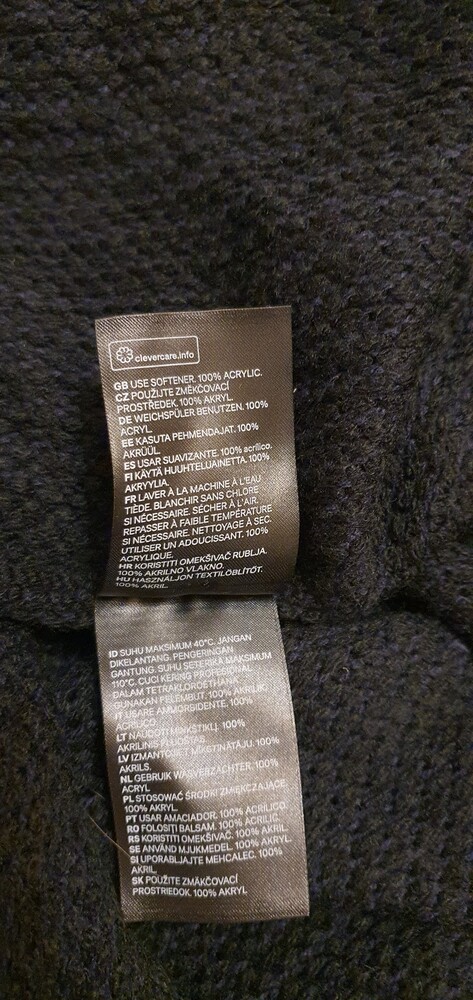 clevercare.info
GB USE SOFTENER. 100% ACRYLIC.
CZ POUŽIJTE ZMĚKČOVACÍ
PROSTŘEDEK. 100% AKRYL.
DE WEICHSPÜLER BENUTZEN. 100%
ACRYL.
EE KASUTA PEHMENDAJAT. 100%
AKRÜÜL.
ES USAR SUAVIZANTE. 100% acrílico.
FI KÄYTÄ HUUHTELUAINETTA. 100%
AKRYYLIA.
FR LAVER À LA MACHINE À L'EAU
TIÈDE. BLANCHIR SANS CHLORE
SI NÉCESSAIRE. SÉCHER À L'AIR.
REPASSER À FAIBLE TEMPÉRATURE
SI NÉCESSAIRE. NETTOYAGE À SEC.
UTILISER UN ADOUCISSANT. 100%
ACRYLIQUE.
HR KORISTITI OMEKŠIVAČ RUBLJA.
100% AKRILNO VLAKNO.
HU HASZNÁLJON TEXTILÖBLÍTŐT.
100% AKRIL.
ID SUHU MAKSIMUM 40°C. JANGAN
DIKELANTANG. PENGERINGAN
GANTUNG. SUHU SETERIKA MAKSIMUM
110°C. CUCI KERING PROFESIONAL
DALAM TETRAKLOROETHANA.
GUNAKAN PELEMBUT. 100% AKRILIC
IT USARE AMMORBIDENTE. 100%
ACRILICO.
LT NAUDOTI MINKŠTIKLĮ. 100%
AKRILINIS PLUOŠTAS.
LV IZMANTOJIET MĪKSTINĀTĀJU. 100%
AKRILS.
NL GEBRUIK WASVERZACHTER. 100%
ACRYL
PL STOSOWAĆ ŚRODKI ZMIĘKCZAJĄCE
100% AKRYL.
PT USAR AMACIADOR. 100% ACRÍLICO.
RO FOLOSIȚI BALSAM. 100% ACRILIC.
RS KORISTITI OMEKŠIVAČ. 100% AKRIL.
SE ANVÄND MJUKMEDEL. 100% AKRYL.
SI UPORABLJAJTE MEHČALEC. 100%
AKRIL.
SK POUŽITE ZMÄKČOVACÍ
PROSTRIEDOK. 100% AKRYL